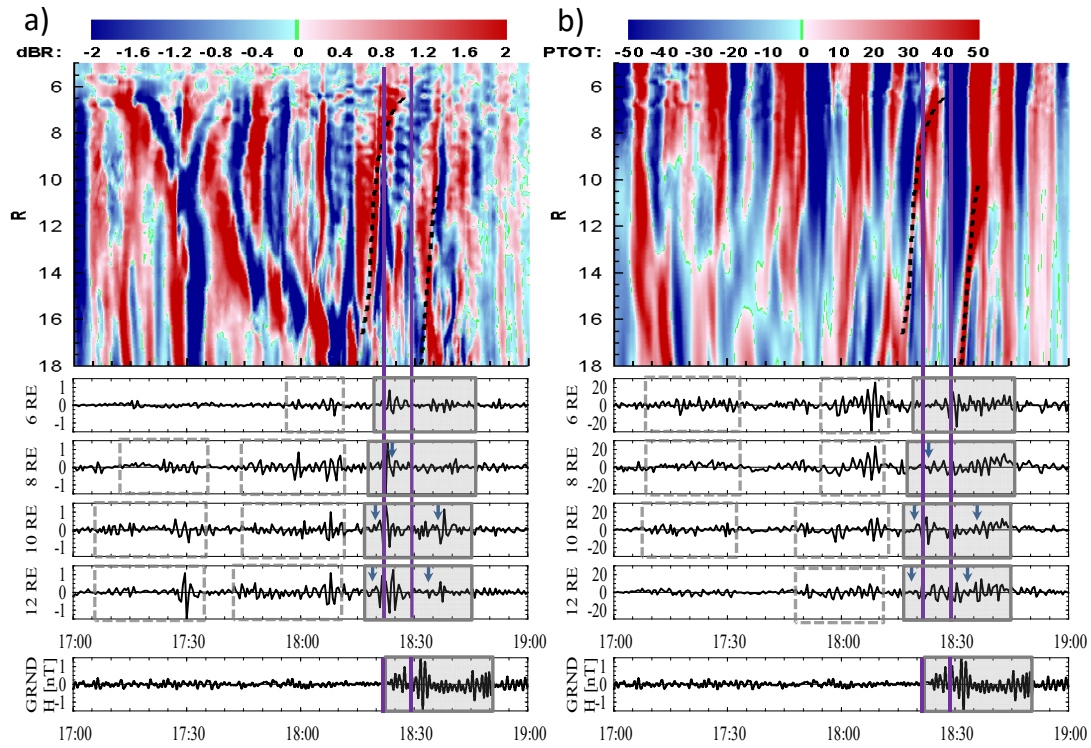 a)
dBR: -2 -1.6 -1.2 -0.8 -0.4 0 0.4 0.8 1.2 1.6 2
R
6
8
10
12
14
16
18
6 RE
1
0
-1
8 RE
1
0
-1
10 RE
1
0
-1
12 RE
1
0
-1
17:00 17:30 18:00 18:30 19:00
GRND
H [nT]
1
0
-1
17:00 17:30 18:00 18:30 19:00
b)
PTOT: -50 -40 -30 -20 -10 0 10 20 30 40 50
R
6
8
10
12
14
16
18
6 RE
20
0
-20
8 RE
20
0
-20
10 RE
20
0
-20
12 RE
20
0
-20
17:00 17:30 18:00 18:30 19:00
GRND
H [nT]
1
0
-1
17:00 17:30 18:00 18:30 19:00